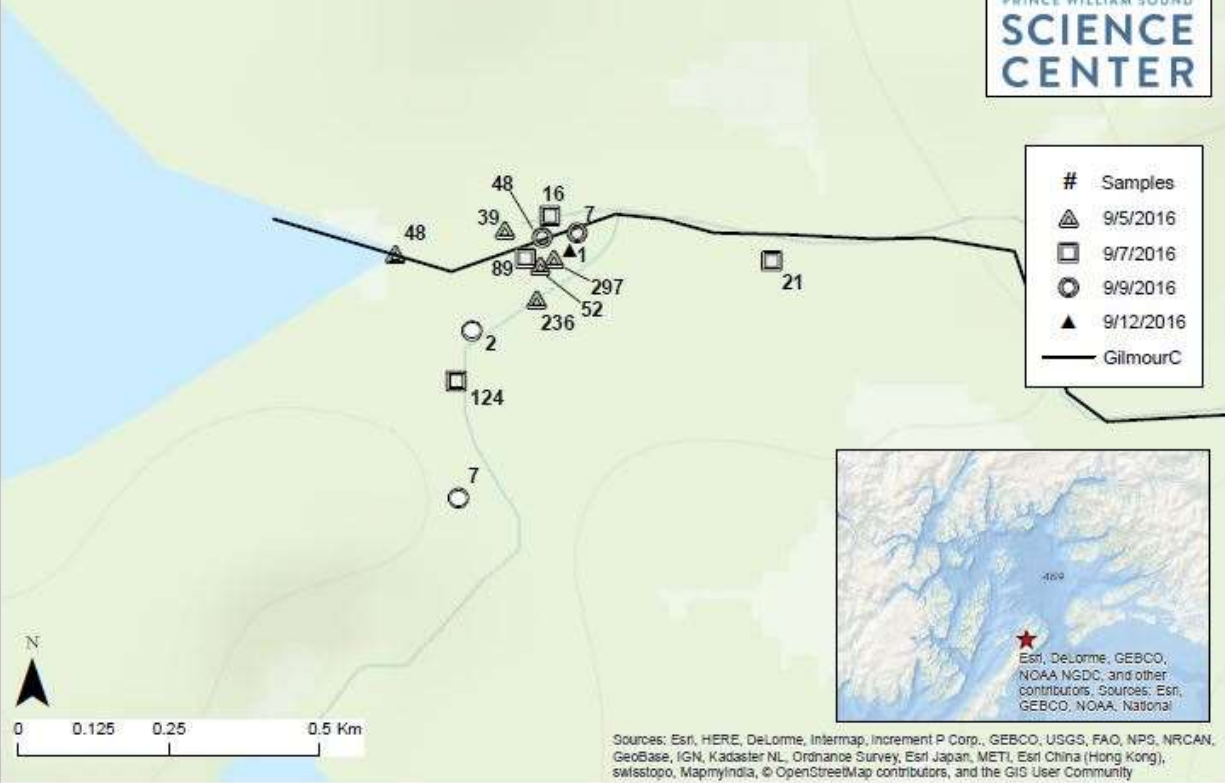 PRINCE WILLIAM SOUND
SCIENCE
CENTER
# Samples
9/5/2016
9/7/2016
9/9/2016
9/12/2016
GilmourC
48
16
7
39
48
1
89
297
52
21
236
2
124
7
469
Esri, DeLorme, GEBCO,
NOAA NGDC, and other
contributors, Sources: Esri,
GEBCO, NOAA, National
N
0 0.125 0.25 0.5 Km
Sources: Esri, HERE, DeLorme, Intermap, increment P Corp., GEBCO, USGS, FAO, NPS, NRCAN,
GeoBase, IGN, Kadaster NL, Ordnance Survey, Esri Japan, METI, Esri China (Hong Kong),
swisstopo, MapmyIndia, © OpenStreetMap contributors, and the GIS User Community